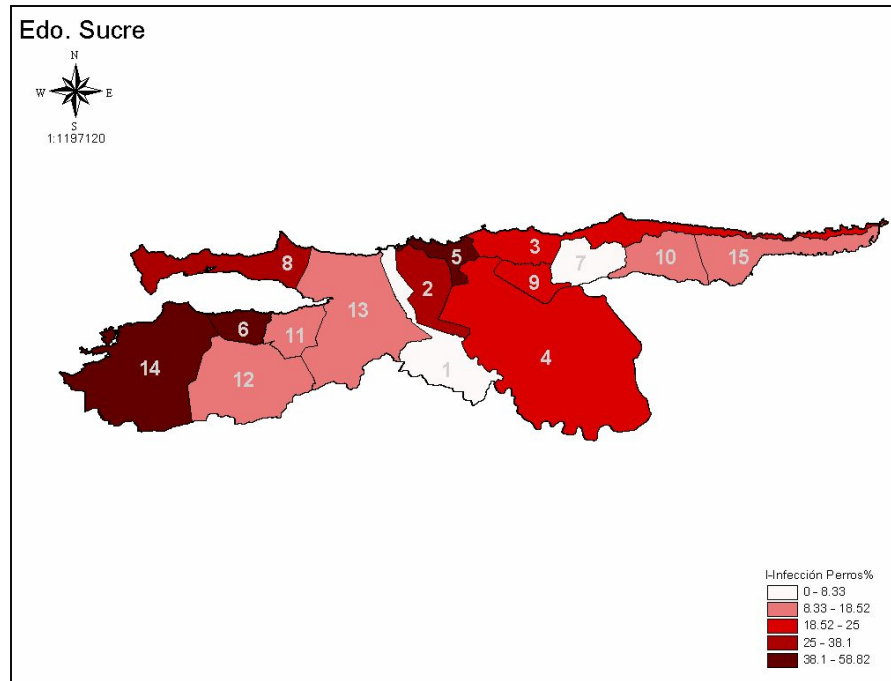 Edo. Sucre
N
W E
S
1:1197120
8
13
5
3
7
10
15
2
9
6
11
14
12
1
4
I-Infección Perros%
0 - 8.33
8.33 - 18.52
18.52 - 25
25 - 38.1
38.1 - 58.82